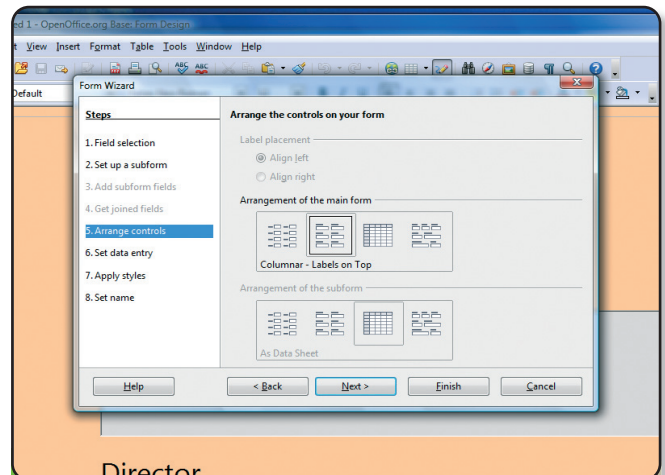 ed 1 - OpenOffice.org Base: Form Design
t View Insert Format Table Tools Window Help
ABC ABC
Default
Form Wizard
Steps
Arrange the controls on your form
1. Field selection
2. Set up a subform
3. Add subform fields
4. Get joined fields
5. Arrange controls
6. Set data entry
7. Apply styles
8. Set name
Label placement
Align left
Align right
Arrangement of the main form
Columnar - Labels on Top
Arrangement of the subform
As Data Sheet
Help
< Back
Next >
Finish
Cancel
Director